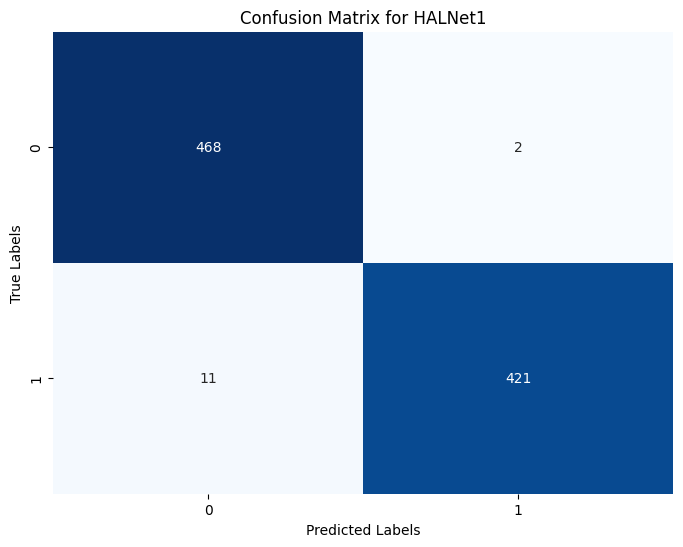 Confusion Matrix for HALNet1
True Labels
0
468
2
1
11
421
0
1
Predicted Labels